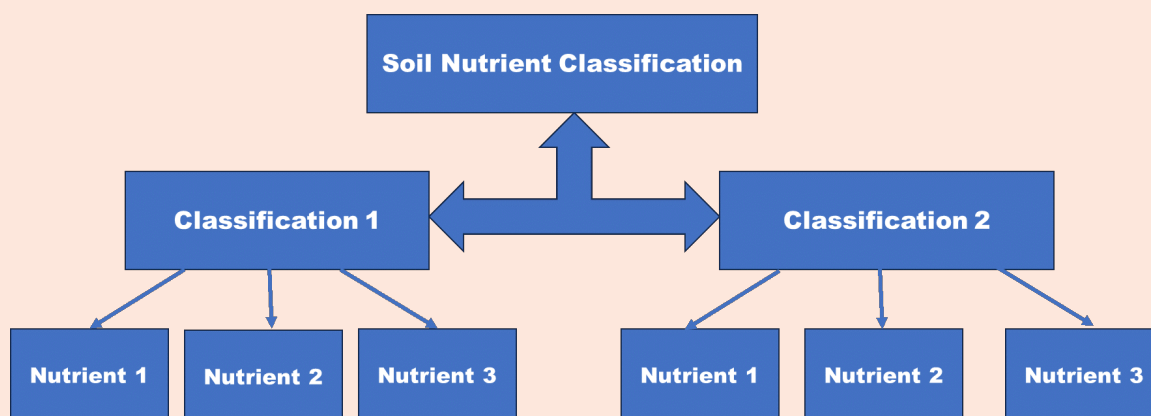 Soil Nutrient Classification
Classification 1
Classification 2
Nutrient 1
Nutrient 2
Nutrient 3
Nutrient 1
Nutrient 2
Nutrient 3